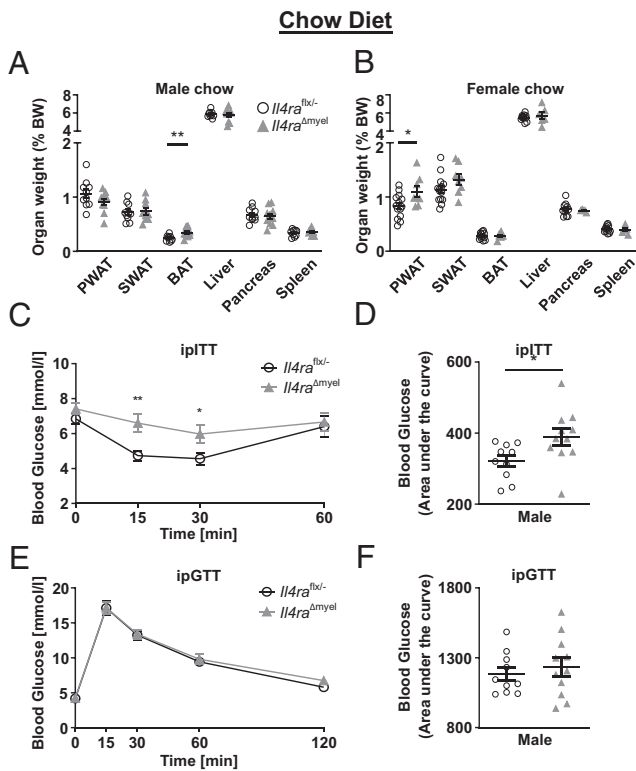 Chow Diet
A
Male chow
Organ weight (% BW)
8
6
4
2
1
0
**
Il4ra^flx/-
Il4ra^Δmyel
PWAT
SWAT
BAT
Liver
Pancreas
Spleen
B
Female chow
Organ weight (% BW)
8
6
4
2
1
0
*
PWAT
SWAT
BAT
Liver
Pancreas
Spleen
C
ipITT
Blood Glucose [mmol/l]
10
8
6
4
2
**
*
Il4ra^flx/-
Il4ra^Δmyel
0
15
30
60
Time [min]
D
ipITT
*
Blood Glucose
(Area under the curve)
600
400
200
Male
E
ipGTT
Blood Glucose [mmol/l]
20
15
10
5
0
Il4ra^flx/-
Il4ra^Δmyel
0
15
30
60
120
Time [min]
F
ipGTT
Blood Glucose
(Area under the curve)
1800
1300
800
Male